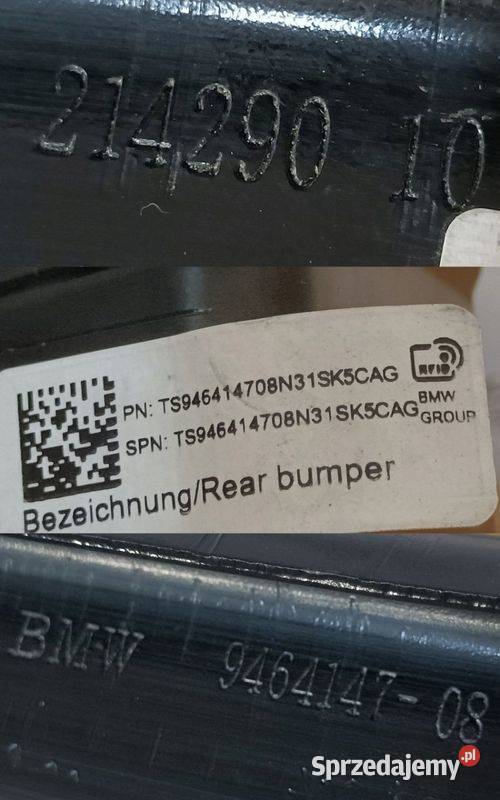 214290 10
PN: TS946414708N31SK5CAG
SPN: TS946414708N31SK5CAG
RFID
BMW
GROUP
Bezeichnung/Rear bumper
BMW 9464147-08
Sprzedajemy.pl